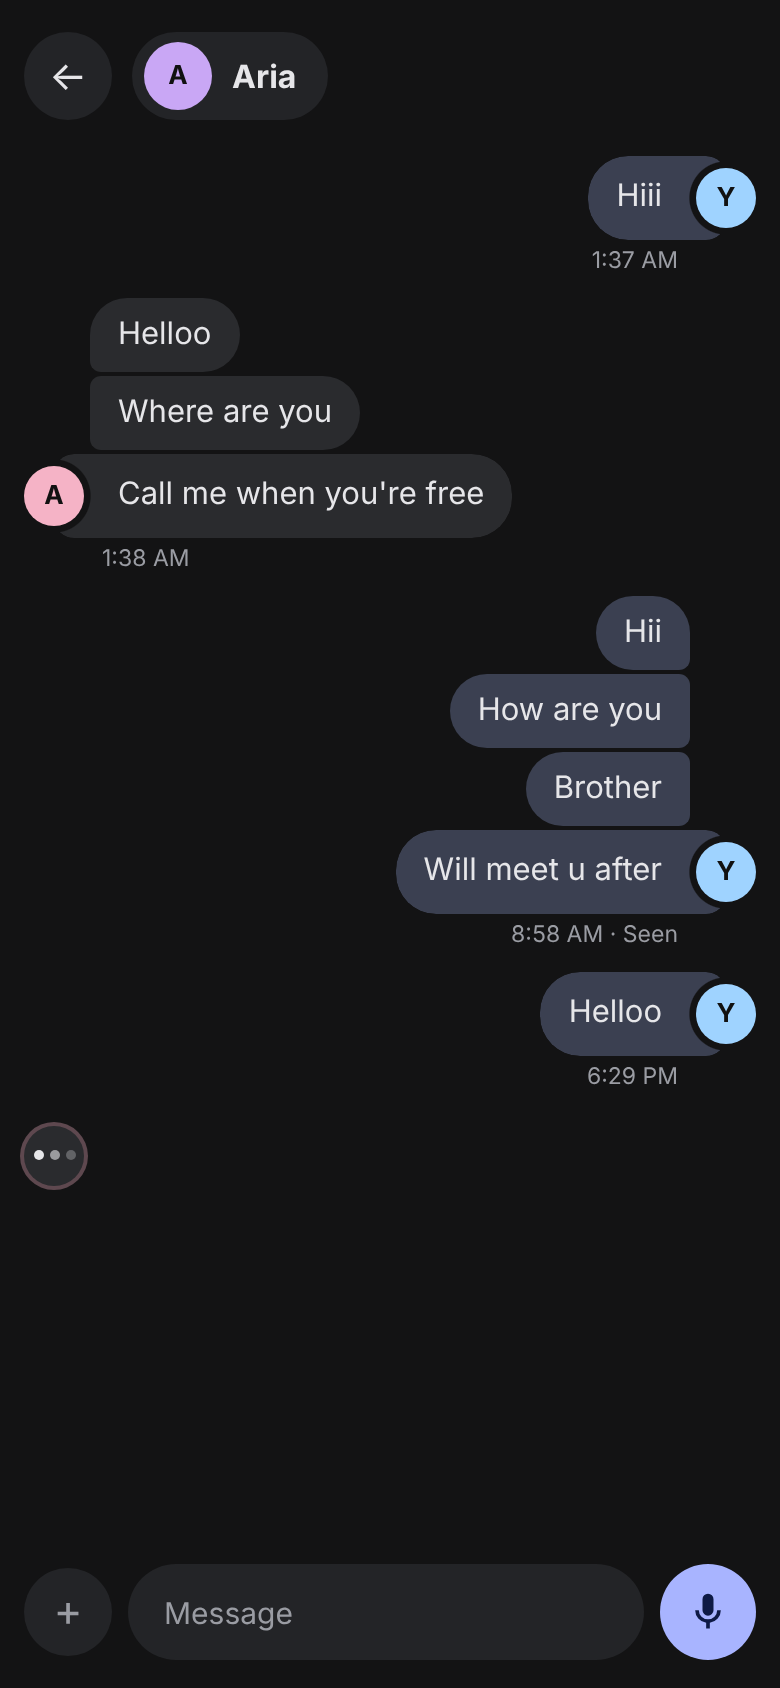 A Aria
Hiii
Y
1:37 AM
Helloo
Where are you
A
Call me when you're free
1:38 AM
Hii
How are you
Brother
Will meet u after
Y
8:58 AM · Seen
Helloo
Y
6:29 PM
Message